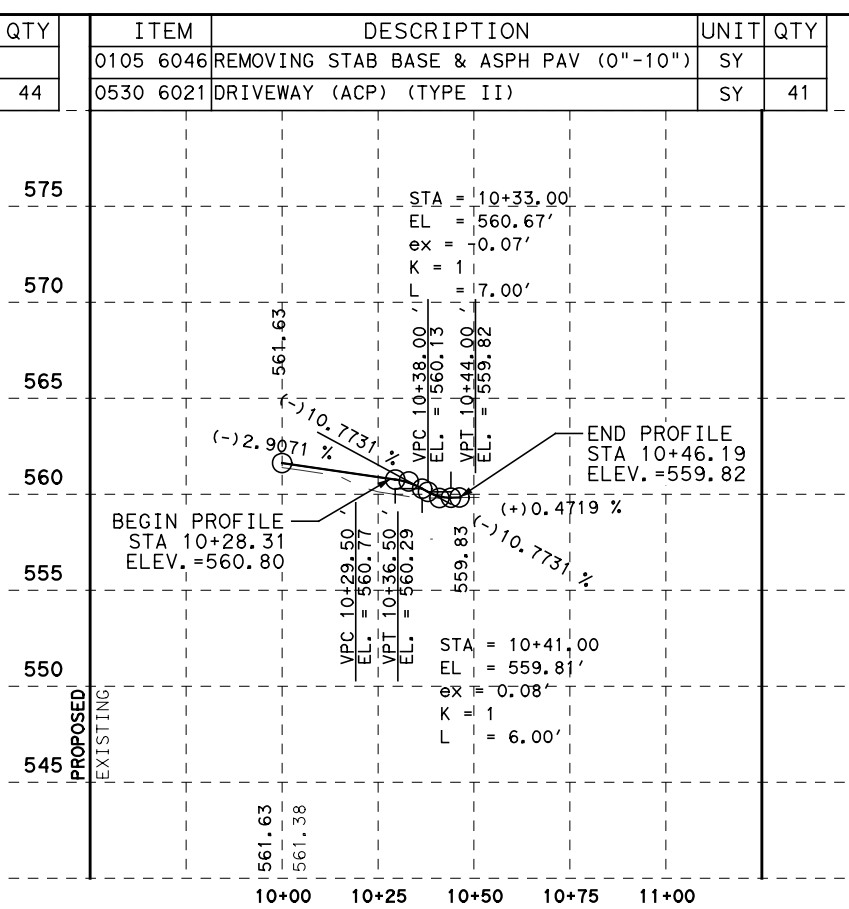 QTY ITEM DESCRIPTION UNIT QTY
0105 6046 REMOVING STAB BASE & ASPH PAV (0"-10") SY
44 0530 6021 DRIVEWAY (ACP) (TYPE II) SY 41
575
STA = 10+33.00
EL = 560.67'
ex = -0.07'
K = 1
L = 7.00'
570
561.63
VPC 10+38.00
EL. = 560.13
VPT 10+44.00
EL. = 559.82
565
(-)10.7731 %
(-)2.9071 %
END PROFILE
STA 10+46.19
ELEV.=559.82
560
(+)0.4719 %
(-)10.7731 %
BEGIN PROFILE
STA 10+28.31
ELEV.=560.80
VPC 10+29.50
EL. = 560.77
VPT 10+36.50
EL. = 560.29
559.83
555
STA = 10+41.00
EL = 559.81'
ex = 0.08'
K = 1
L = 6.00'
550
PROPOSED
EXISTING
545
561.63
561.38
10+00 10+25 10+50 10+75 11+00